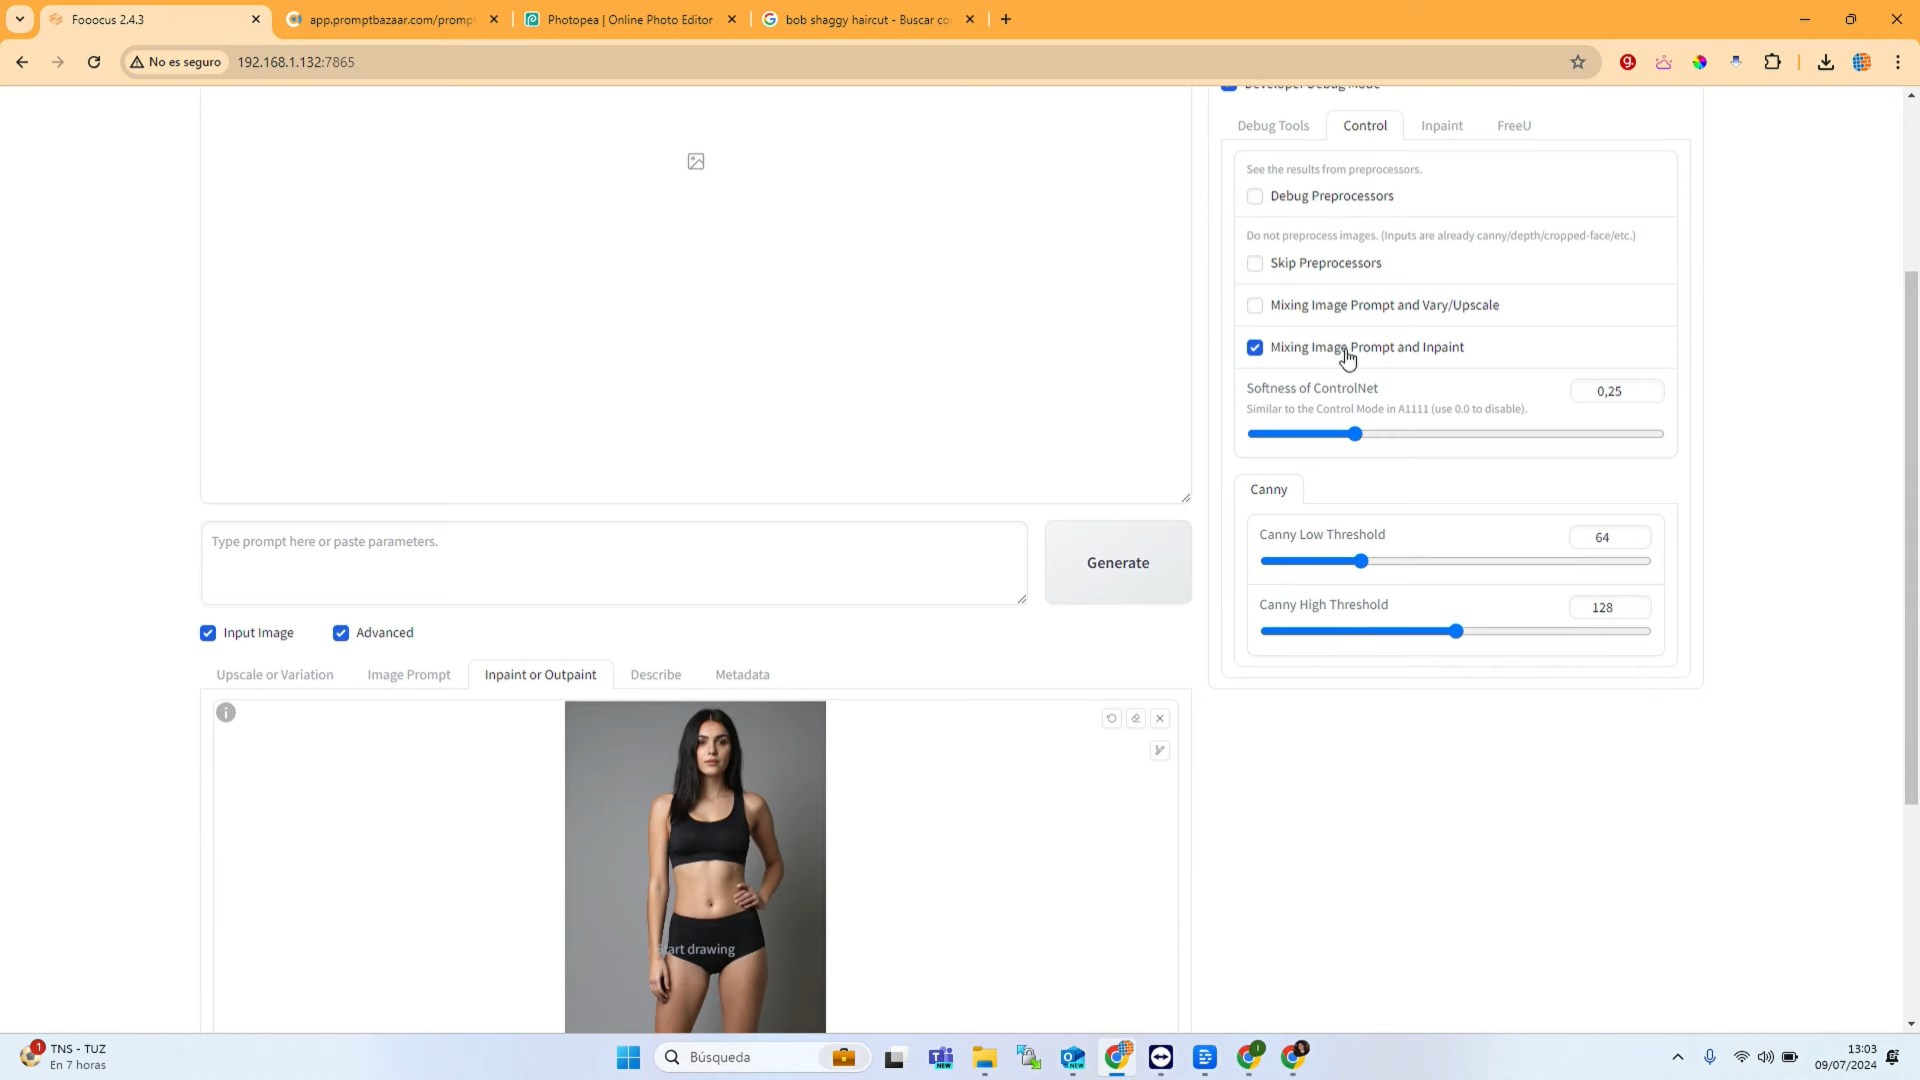 Fooocus 2.4.3
app.promptbazaar.com/promp
Photopea | Online Photo Editor
bob shaggy haircut - Buscar co
No es seguro
192.168.1.132:7865
Developer Debug Mode
Debug Tools
Control
Inpaint
FreeU
See the results from preprocessors.
Debug Preprocessors
Do not preprocess images. (Inputs are already canny/depth/cropped-face/etc.)
Skip Preprocessors
Mixing Image Prompt and Vary/Upscale
Mixing Image Prompt and Inpaint
Softness of ControlNet
0,25
Similar to the Control Mode in A1111 (use 0.0 to disable).
Canny
Canny Low Threshold
64
Canny High Threshold
128
Type prompt here or paste parameters.
Generate
Input Image
Advanced
Upscale or Variation
Image Prompt
Inpaint or Outpaint
Describe
Metadata
Start drawing
1
TNS - TUZ
En 7 horas
Búsqueda
NEW
NEW
13:03
09/07/2024